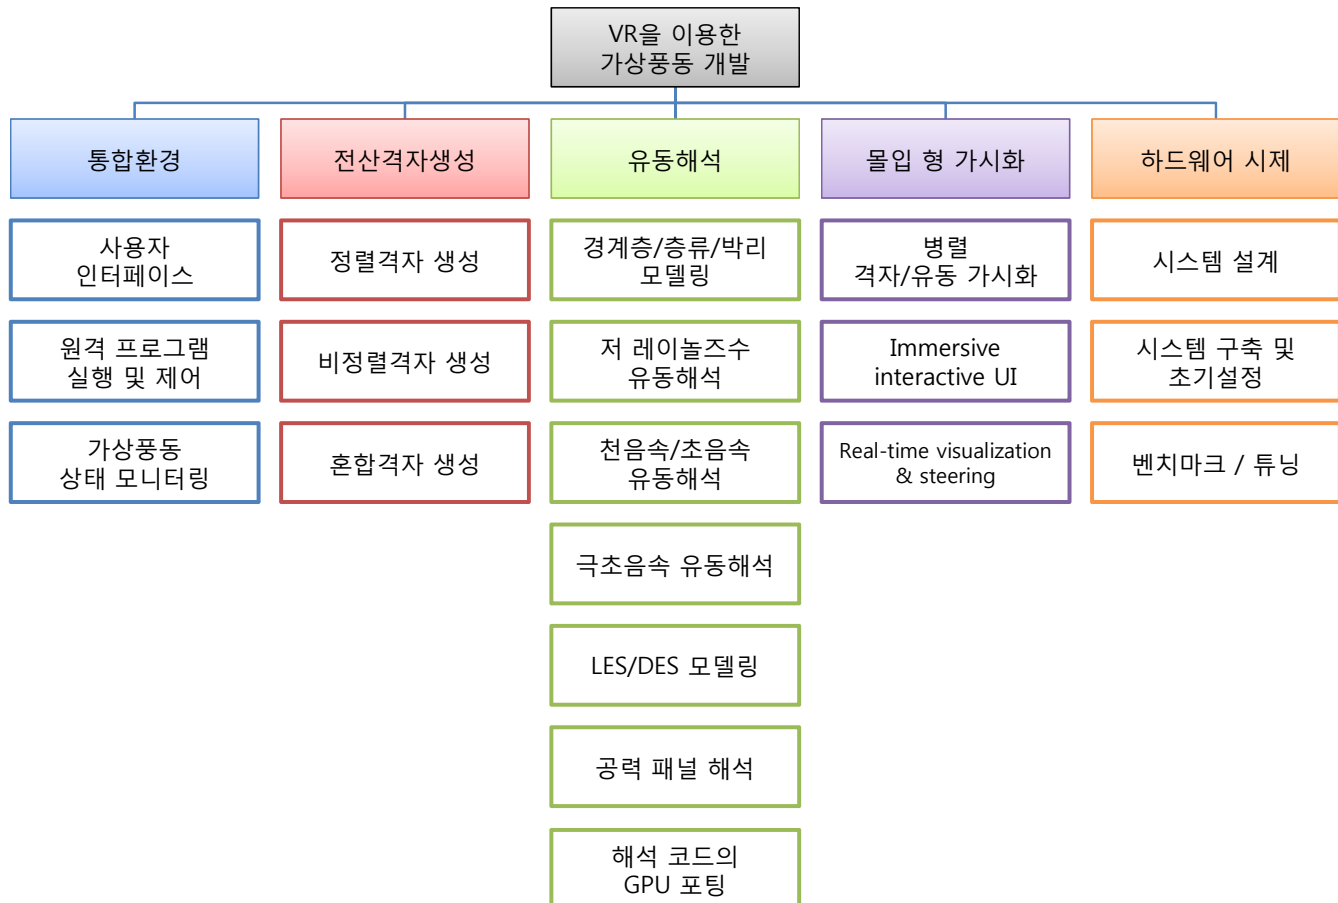 VR을 이용한
가상풍동 개발
통합환경
전산격자생성
유동해석
몰입 형 가시화
하드웨어 시제
사용자
인터페이스
원격 프로그램
실행 및 제어
가상풍동
상태 모니터링
정렬격자 생성
비정렬격자 생성
혼합격자 생성
경계층/층류/박리
모델링
저 레이놀즈수
유동해석
천음속/초음속
유동해석
극초음속 유동해석
LES/DES 모델링
공력 패널 해석
해석 코드의
GPU 포팅
병렬
격자/유동 가시화
Immersive
interactive UI
Real-time visualization
& steering
시스템 설계
시스템 구축 및
초기설정
벤치마크 / 튜닝